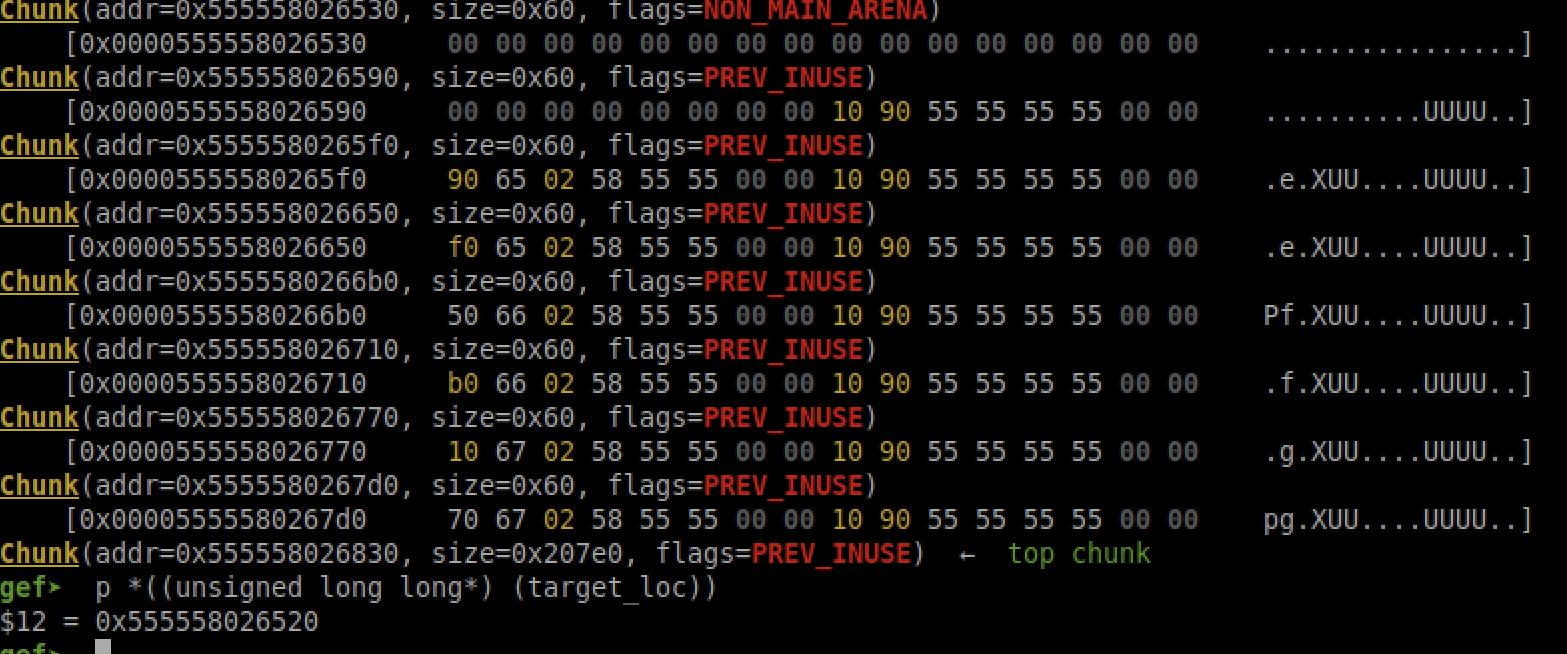 Chunk(addr=0x555558026530, size=0x60, flags=NON_MAIN_ARENA)
    [0x0000555558026530     00 00 00 00 00 00 00 00 00 00 00 00 00 00 00 00    ................]
Chunk(addr=0x555558026590, size=0x60, flags=PREV_INUSE)
    [0x0000555558026590     00 00 00 00 00 00 00 00 10 90 55 55 55 55 00 00    ..........UUUU..]
Chunk(addr=0x5555580265f0, size=0x60, flags=PREV_INUSE)
    [0x00005555580265f0     90 65 02 58 55 55 00 00 10 90 55 55 55 55 00 00    .e.XUU....UUUU..]
Chunk(addr=0x555558026650, size=0x60, flags=PREV_INUSE)
    [0x0000555558026650     f0 65 02 58 55 55 00 00 10 90 55 55 55 55 00 00    .e.XUU....UUUU..]
Chunk(addr=0x5555580266b0, size=0x60, flags=PREV_INUSE)
    [0x00005555580266b0     50 66 02 58 55 55 00 00 10 90 55 55 55 55 00 00    Pf.XUU....UUUU..]
Chunk(addr=0x555558026710, size=0x60, flags=PREV_INUSE)
    [0x0000555558026710     b0 66 02 58 55 55 00 00 10 90 55 55 55 55 00 00    .f.XUU....UUUU..]
Chunk(addr=0x555558026770, size=0x60, flags=PREV_INUSE)
    [0x0000555558026770     10 67 02 58 55 55 00 00 10 90 55 55 55 55 00 00    .g.XUU....UUUU..]
Chunk(addr=0x5555580267d0, size=0x60, flags=PREV_INUSE)
    [0x00005555580267d0     70 67 02 58 55 55 00 00 10 90 55 55 55 55 00 00    pg.XUU....UUUU..]
Chunk(addr=0x555558026830, size=0x207e0, flags=PREV_INUSE)  ←  top chunk
gef➤  p *((unsigned long long*) (target_loc))
$12 = 0x555558026520
gef➤